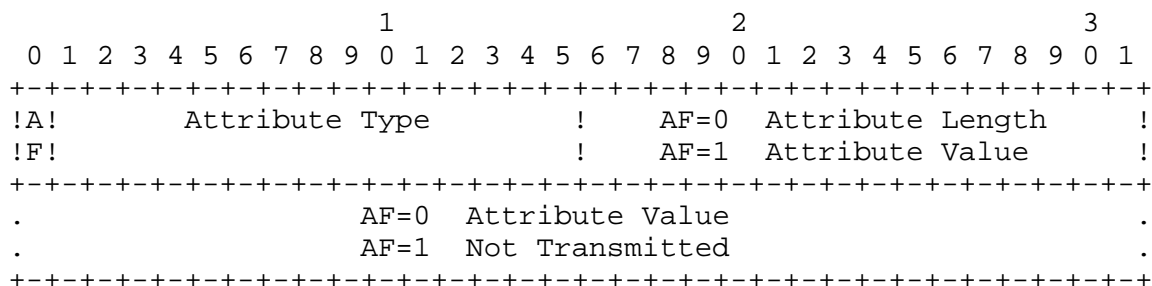 1                   2                   3
 0 1 2 3 4 5 6 7 8 9 0 1 2 3 4 5 6 7 8 9 0 1 2 3 4 5 6 7 8 9 0 1
+-+-+-+-+-+-+-+-+-+-+-+-+-+-+-+-+-+-+-+-+-+-+-+-+-+-+-+-+-+-+-+-+
!A!       Attribute Type        !    AF=0  Attribute Length     !
!F!                             !    AF=1  Attribute Value      !
+-+-+-+-+-+-+-+-+-+-+-+-+-+-+-+-+-+-+-+-+-+-+-+-+-+-+-+-+-+-+-+-+
.                   AF=0  Attribute Value                       .
.                   AF=1  Not Transmitted                       .
+-+-+-+-+-+-+-+-+-+-+-+-+-+-+-+-+-+-+-+-+-+-+-+-+-+-+-+-+-+-+-+-+